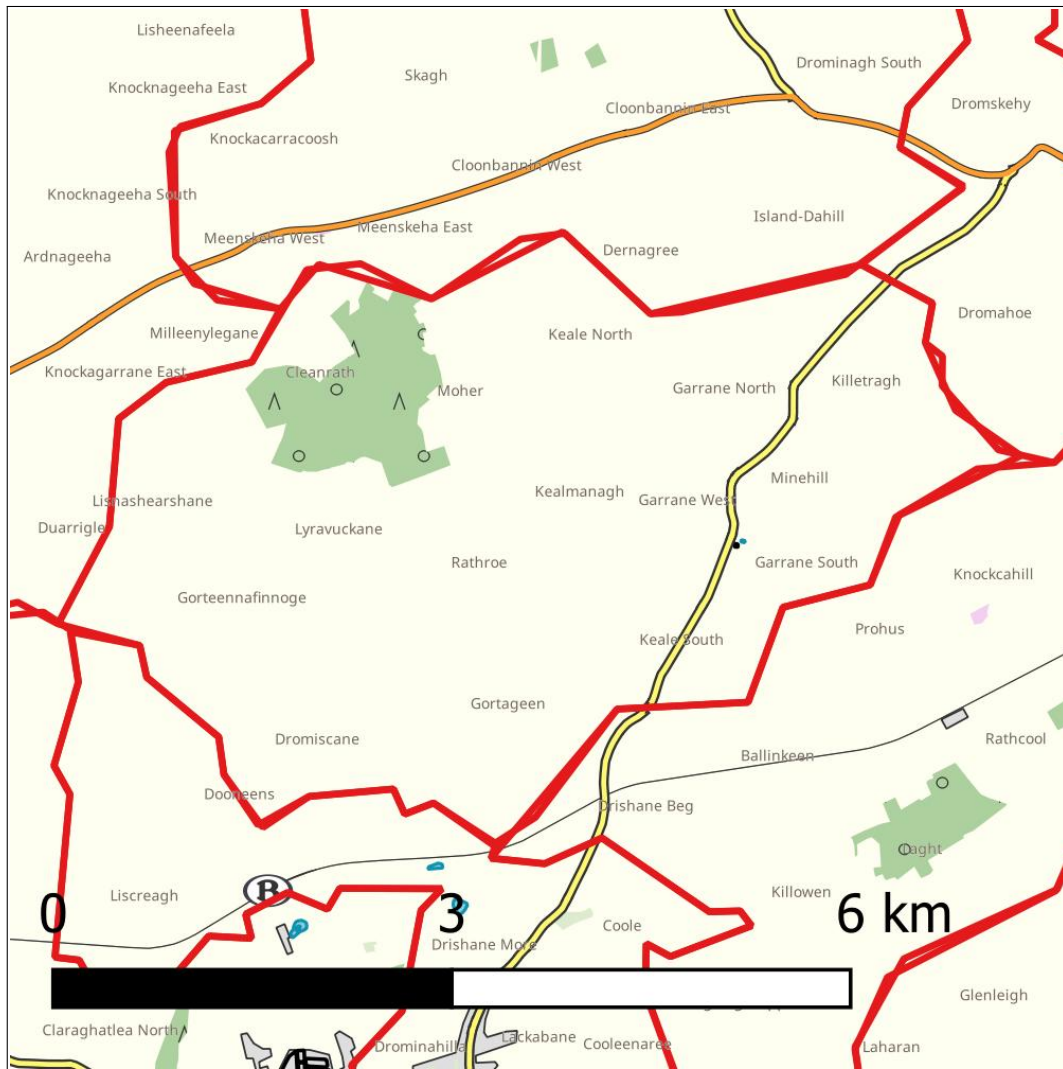 Lisheenafeela
Skagh
Drominagh South
Knocknageeha East
Cloonbannin East
Dromskehy
Knockacarracoosh
Cloonbannin West
Knocknageeha South
Island-Dahill
Meenskeha East
Meenskeha West
Dernagree
Ardnageeha
Dromahoe
Milleenylegane
Keale North
Knockagarrane East
Cleanrath
Killetragh
Garrane North
Moher
Minehill
Kealmanagh
Garrane West
Lisnashearshane
Duarrigle
Lyravuckane
Rathroe
Garrane South
Knockcahill
Gorteennafinnoge
Prohus
Keale South
Gortageen
Dromiscane
Rathcool
Ballinkeen
Dooneens
Drishane Beg
Taght
Liscreagh
B
Killowen
0 3 6 km
Coole
Drishane More
Glenleigh
Claraghatlea North
Lackabane
Drominahilla
Cooleenaree
Laharan